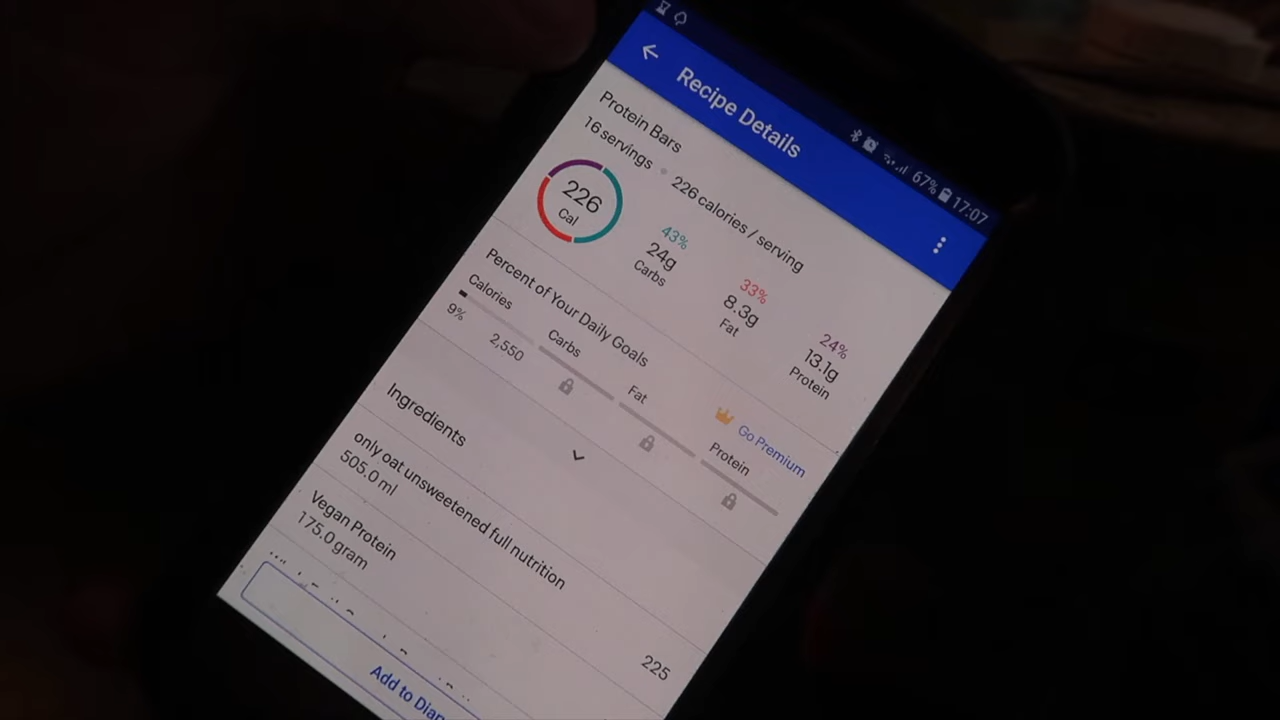 67% 17:07
Recipe Details
Protein Bars
16 servings • 226 calories / serving
226
Cal
43%
24g
Carbs
33%
8.3g
Fat
24%
13.1g
Protein
Percent of Your Daily Goals
Go Premium
Calories
9%
2,550
Carbs
Fat
Protein
Ingredients
only oat unsweetened full nutrition
505.0 ml
225
Vegan Protein
175.0 gram
Add to